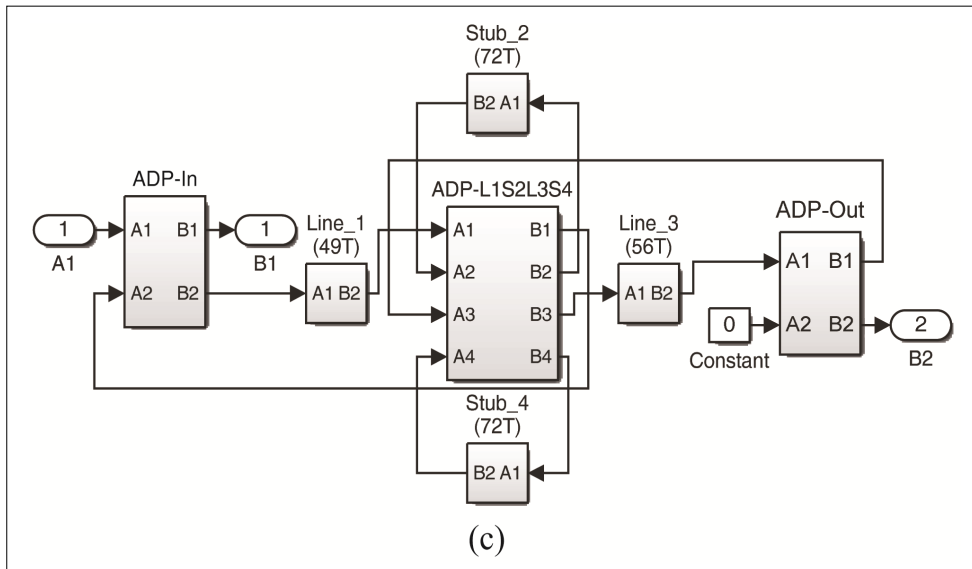 Stub_2
(72T)
B2 A1
ADP-In
1
A1
A1 B1
A2
B2
1
B1
Line_1
(49T)
A1 B2
ADP-L1S2L3S4
A1 B1
A2 B2
A3 B3
A4 B4
Line_3
(56T)
A1 B2
ADP-Out
A1 B1
A2 B2
0
Constant
2
B2
Stub_4
(72T)
B2 A1
(c)